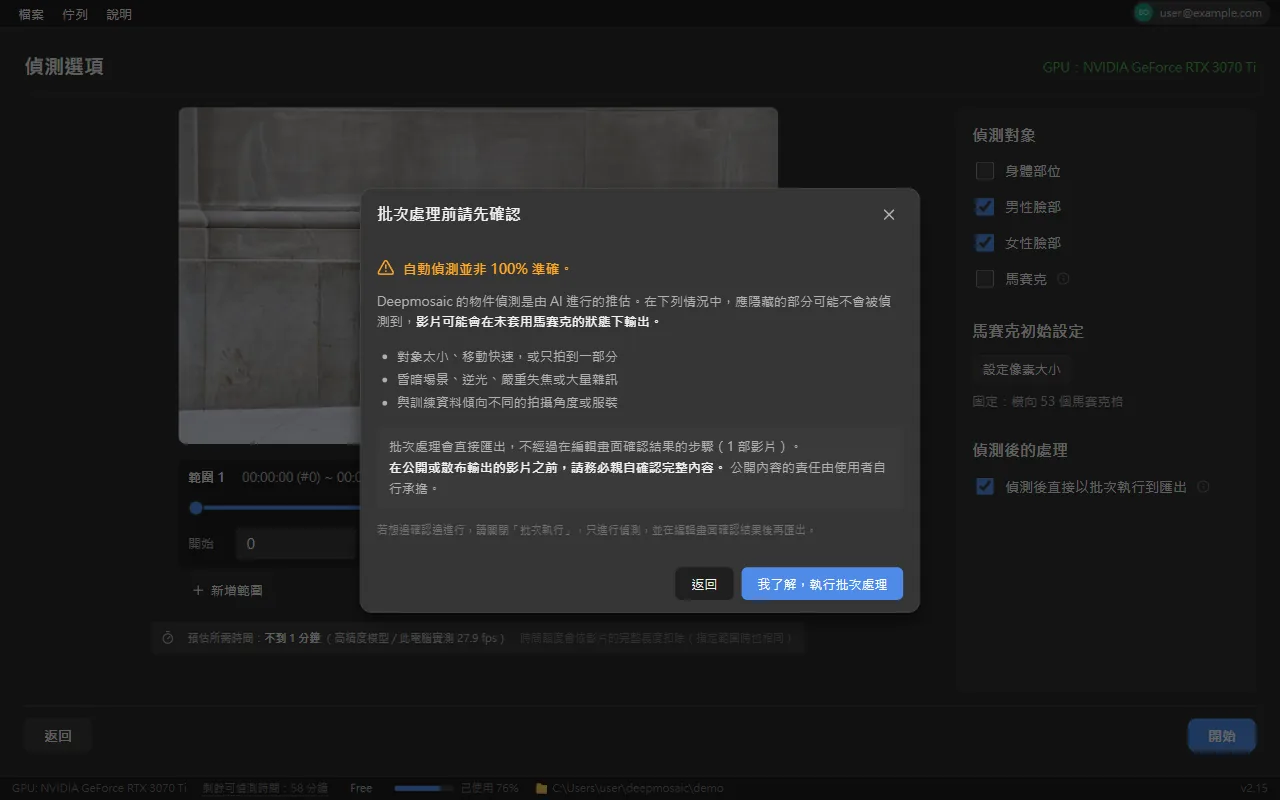 檔案 佇列 說明
user@example.com
偵測選項
GPU：NVIDIA GeForce RTX 3070 Ti
偵測對象
身體部位
男性臉部
女性臉部
馬賽克
馬賽克初始設定
設定像素大小
固定：橫向 53 個馬賽克格
偵測後的處理
偵測後直接以批次執行到匯出
批次處理前請先確認
自動偵測並非 100% 準確。
Deepmosaic 的物件偵測是由 AI 進行的推估。在下列情況中，應隱藏的部分可能不會被偵
測到，影片可能會在未套用馬賽克的狀態下輸出。
對象太小、移動快速，或只拍到一部分
昏暗場景、逆光、嚴重失焦或大量雜訊
與訓練資料傾向不同的拍攝角度或服裝
批次處理會直接匯出，不經過在編輯畫面確認結果的步驟（1 部影片）。
在公開或散布輸出的影片之前，請務必親自確認完整內容。公開內容的責任由使用者自
行承擔。
若想邊確認邊進行，請關閉「批次執行」，只進行偵測，並在編輯畫面確認結果後再匯出。
返回
我了解，執行批次處理
範圍 1 00:00:00 (#0) ~ 00:0
開始 0
＋ 新增範圍
預估所需時間：不到 1 分鐘（高精度模型 / 此電腦實測 27.9 fps）
返回
開始
GPU: NVIDIA GeForce RTX 3070 Ti 剩餘可偵測時間：58 分鐘 Free 已使用 76% C:\Users\user\deepmosaic\demo v2.15